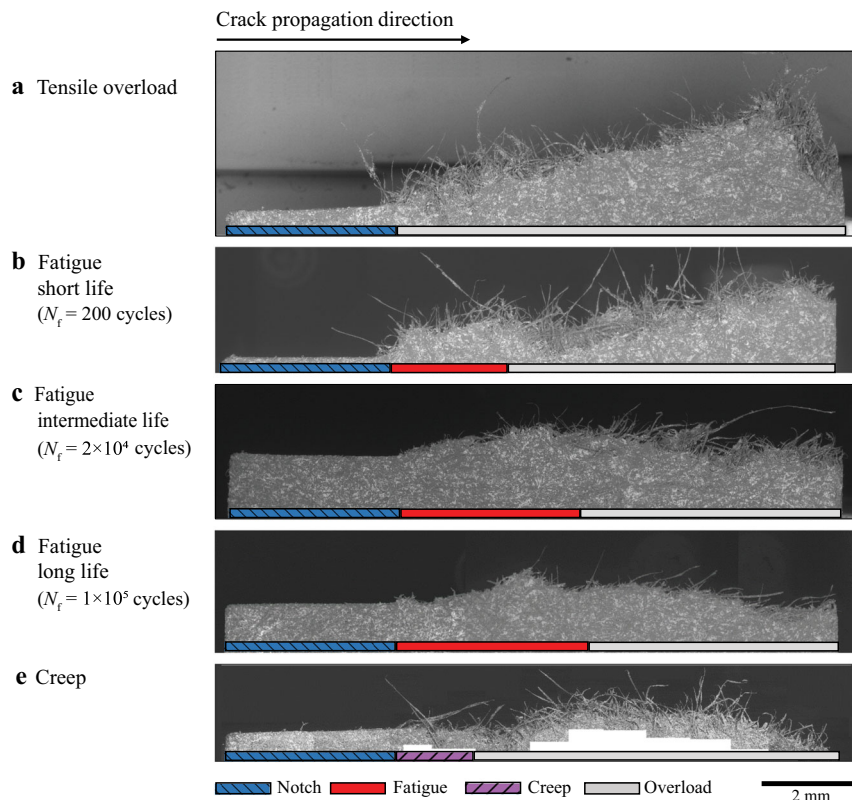 Crack propagation direction
a Tensile overload
b Fatigue
short life
(Nf = 200 cycles)
c Fatigue
intermediate life
(Nf = 2×10⁴ cycles)
d Fatigue
long life
(Nf = 1×10⁵ cycles)
e Creep
Notch Fatigue Creep Overload
2 mm